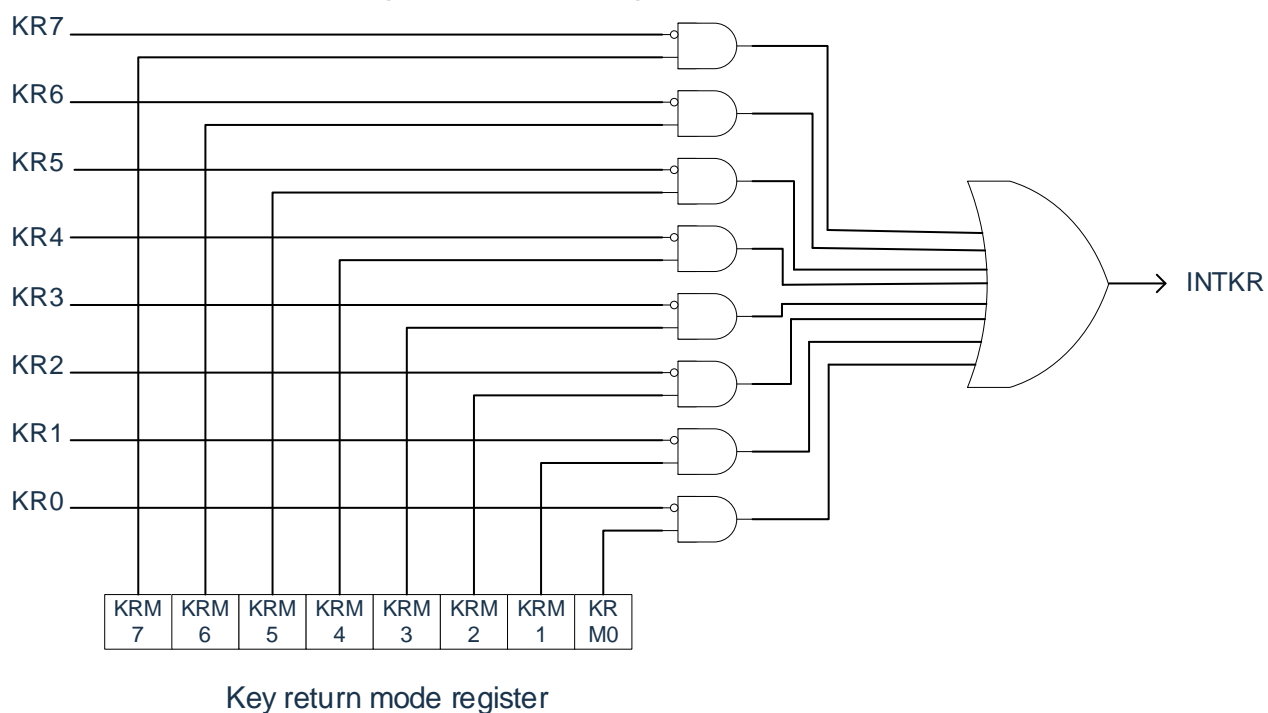 KR7
KR6
KR5
KR4
KR3
KR2
KR1
KR0
INTKR
KRM KRM KRM KRM KRM KRM KRM KR
7 6 5 4 3 2 1 M0
Key return mode register